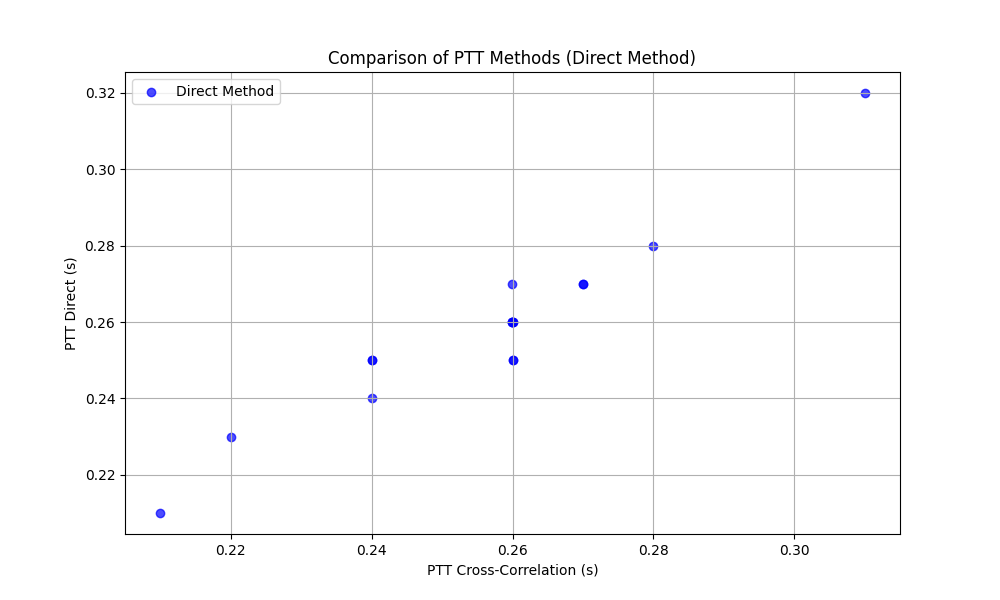 Comparison of PTT Methods (Direct Method)
Direct Method
0.32
0.30
0.28
0.26
0.24
0.22
PTT Direct (s)
0.22 0.24 0.26 0.28 0.30
PTT Cross-Correlation (s)